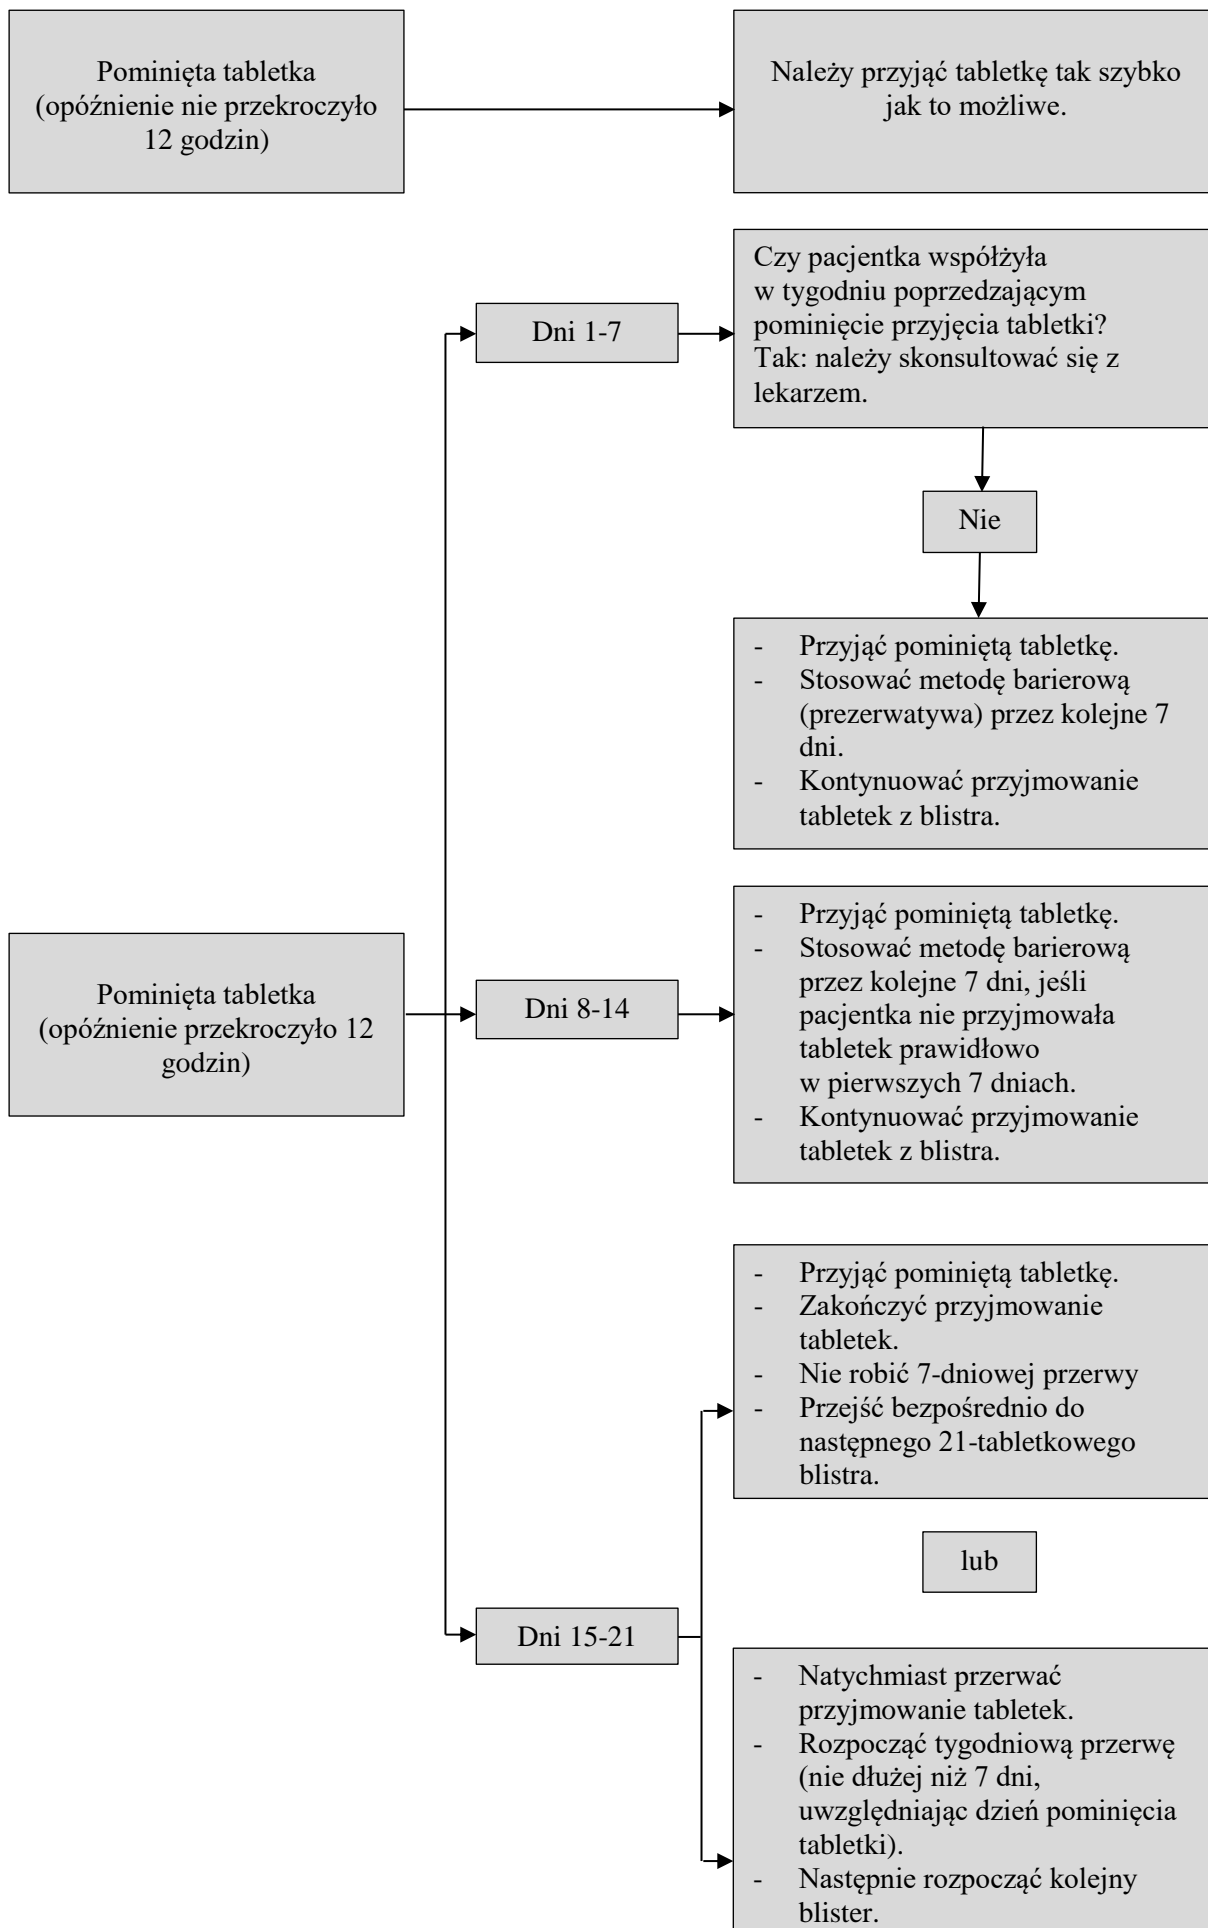 Pominięta tabletka
(opóźnienie nie przekroczyło
12 godzin)
Należy przyjąć tabletkę tak szybko
jak to możliwe.
Czy pacjentka współżyła
w tygodniu poprzedzającym
pominięcie przyjęcia tabletki?
Tak: należy skonsultować się z
lekarzem.
Dni 1-7
Nie
- Przyjąć pominiętą tabletkę.
- Stosować metodę barierową
(prezerwatywa) przez kolejne 7
dni.
- Kontynuować przyjmowanie
tabletek z blistra.
Pominięta tabletka
(opóźnienie przekroczyło 12
godzin)
Dni 8-14
- Przyjąć pominiętą tabletkę.
- Stosować metodę barierową
przez kolejne 7 dni, jeśli
pacjentka nie przyjmowała
tabletek prawidłowo
w pierwszych 7 dniach.
- Kontynuować przyjmowanie
tabletek z blistra.
- Przyjąć pominiętą tabletkę.
- Zakończyć przyjmowanie
tabletek.
- Nie robić 7-dniowej przerwy
- Przejść bezpośrednio do
następnego 21-tabletkowego
blistra.
lub
Dni 15-21
- Natychmiast przerwać
przyjmowanie tabletek.
- Rozpocząć tygodniową przerwę
(nie dłużej niż 7 dni,
uwzględniając dzień pominięcia
tabletki).
- Następnie rozpocząć kolejny
blister.